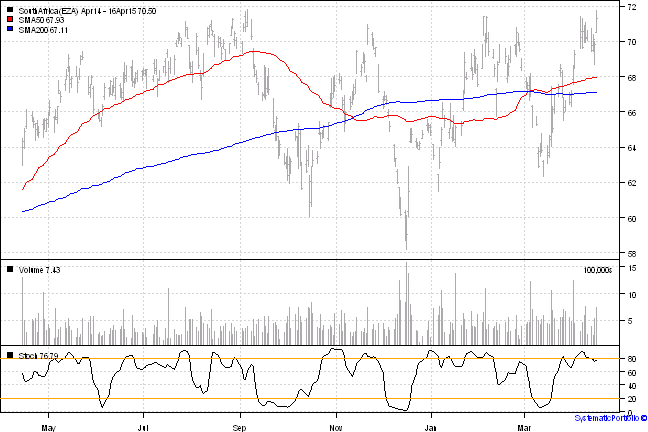 South Africa (EZA) Apr14 - 16Apr15 70.50
SMA50 67.93
SMA200 67.11
72
70
68
66
64
62
60
58
Volume 7.43
100,000s
15
10
5
Stoch 76.79
80
60
40
20
0
May
Jul
Sep
Nov
Jan
Mar
SystematicPortfolio ©